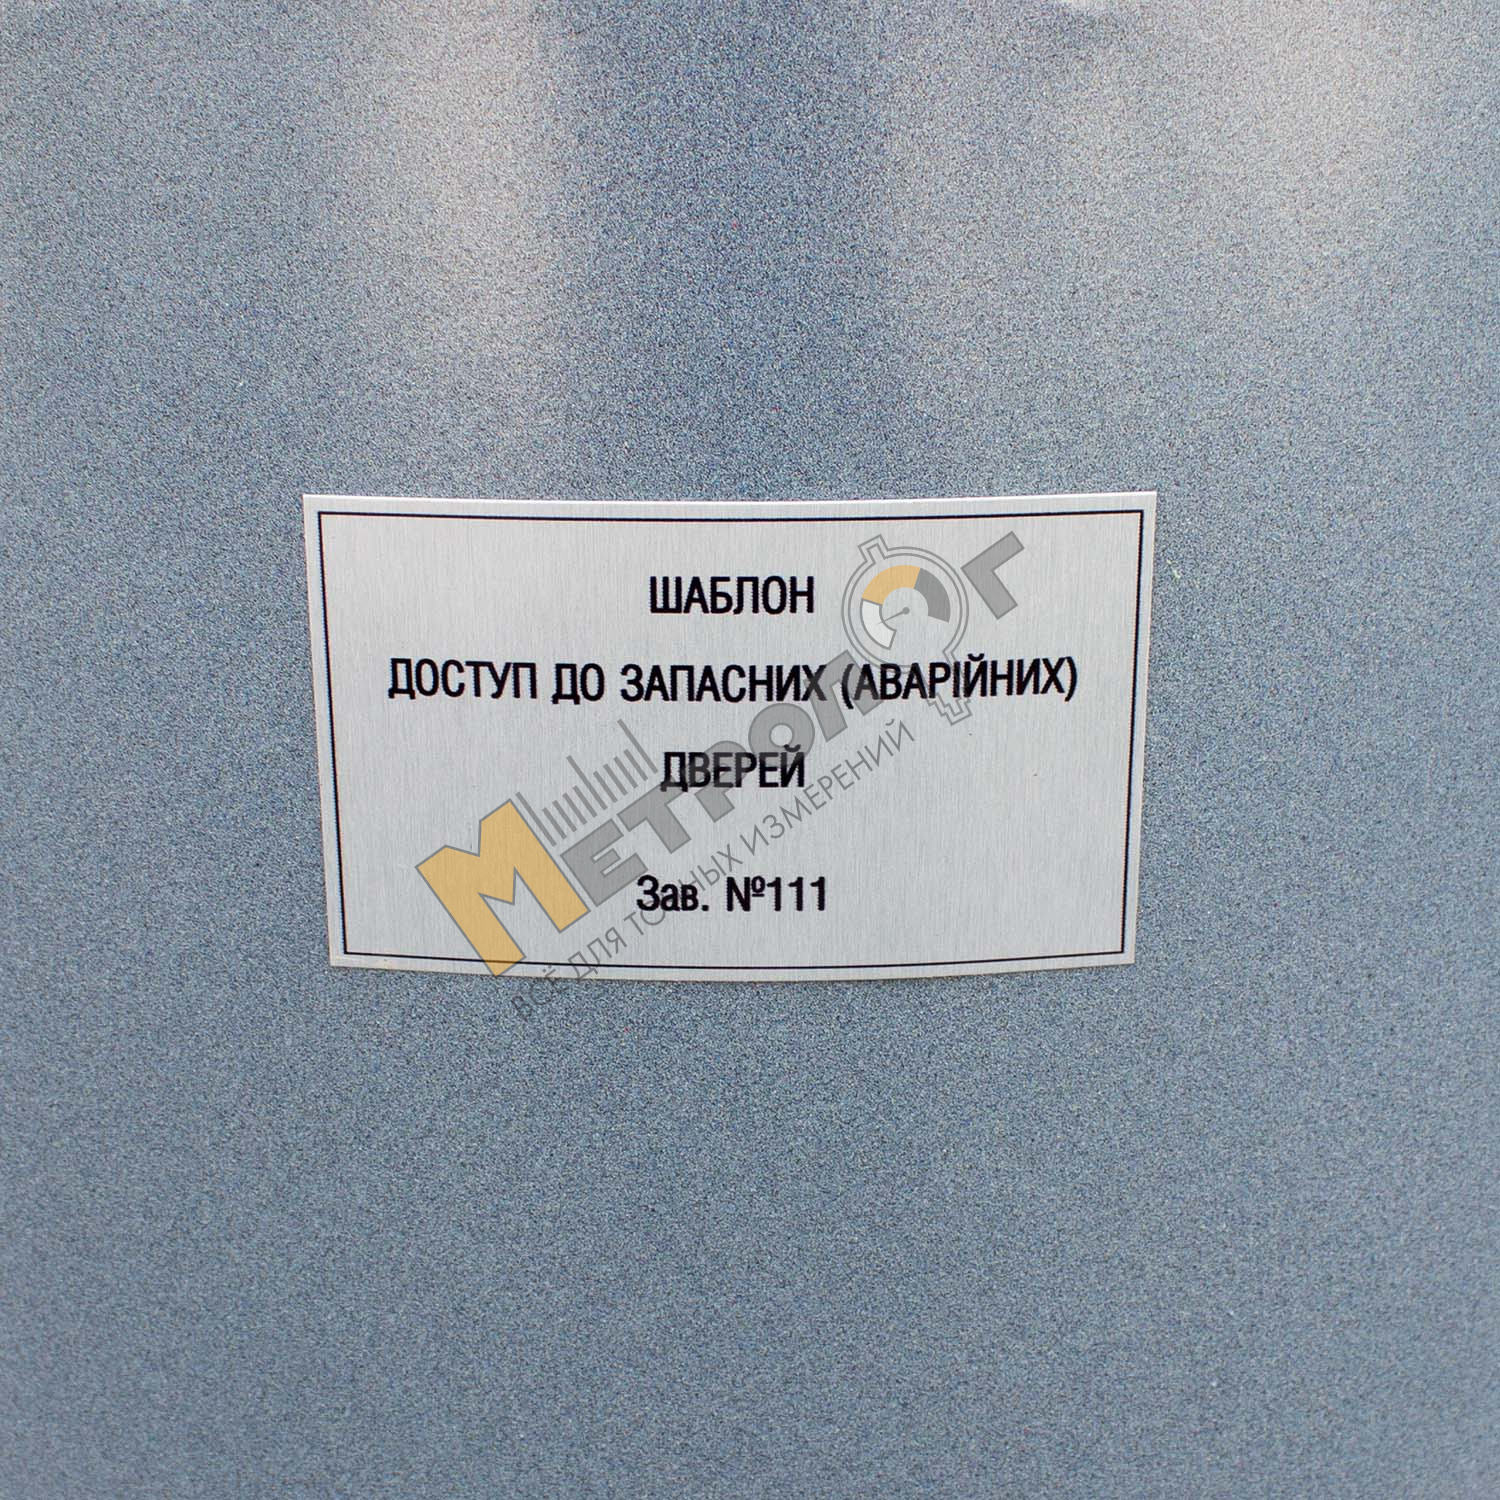 ШАБЛОН
ДОСТУП ДО ЗАПАСНИХ (АВАРІЙНИХ)
ДВЕРЕЙ
Зав. №111
МЕТРОЛОГ
ВСЁ ДЛЯ ТОЧНЫХ ИЗМЕРЕНИЙ